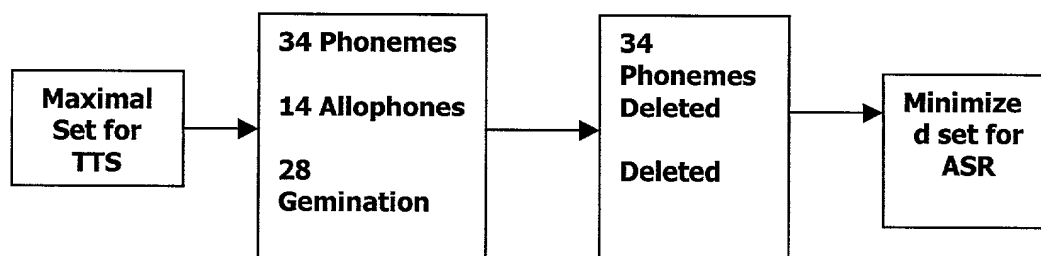 Maximal
Set for
TTS
34 Phonemes
14 Allophones
28
Gemination
34
Phonemes
Deleted
Deleted
Minimize
d set for
ASR